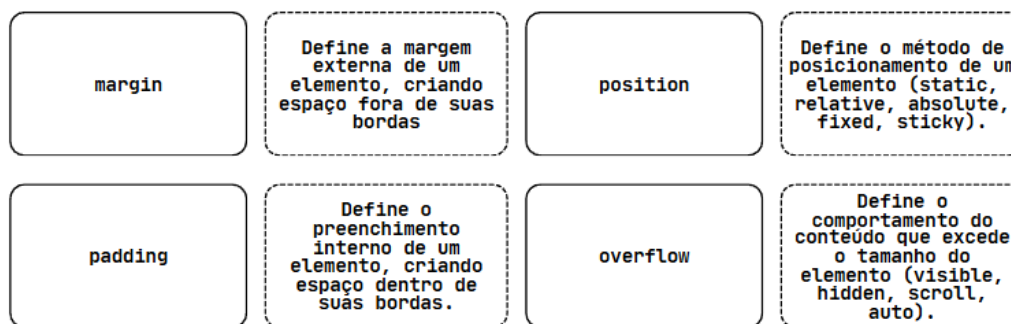 margin
Define a margem
externa de um
elemento, criando
espaço fora de suas
bordas
position
Define o método de
posicionamento de um
elemento (static,
relative, absolute,
fixed, sticky).
padding
Define o
preenchimento
interno de um
elemento, criando
espaço dentro de
suas bordas.
overflow
Define o
comportamento do
conteúdo que excede
o tamanho do
elemento (visible,
hidden, scroll,
auto).